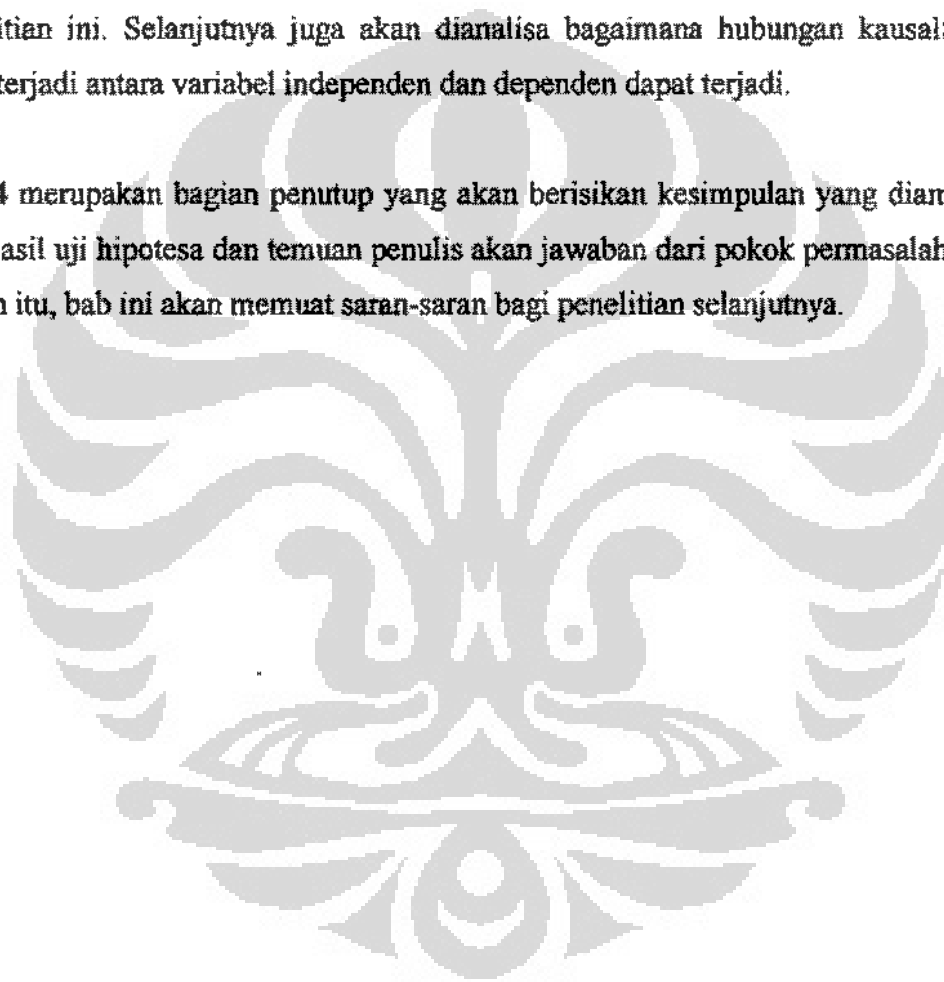 itian ini. Selanjutnya juga akan dianalisa bagaimana hubungan kausal
terjadi antara variabel independen dan dependen dapat terjadi.
4 merupakan bagian penutup yang akan berisikan kesimpulan yang diam
asil uji hipotesa dan temuan penulis akan jawaban dari pokok permasalah
n itu, bab ini akan memuat saran-saran bagi penelitian selanjutnya.